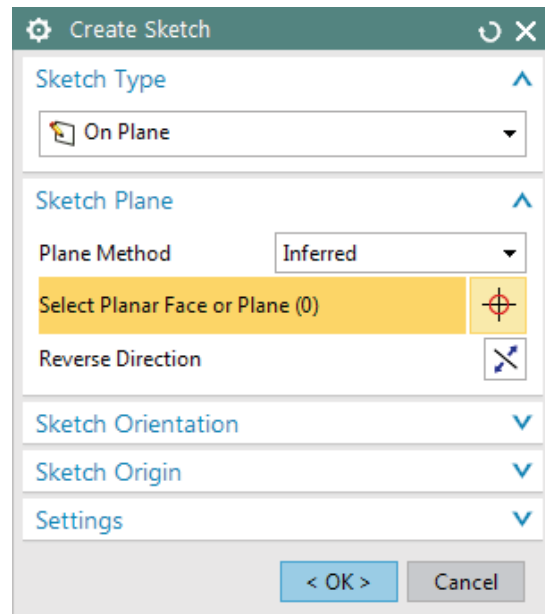 Create Sketch
Sketch Type
On Plane
Sketch Plane
Plane Method Inferred
Select Planar Face or Plane (0)
Reverse Direction
Sketch Orientation
Sketch Origin
Settings
< OK > Cancel